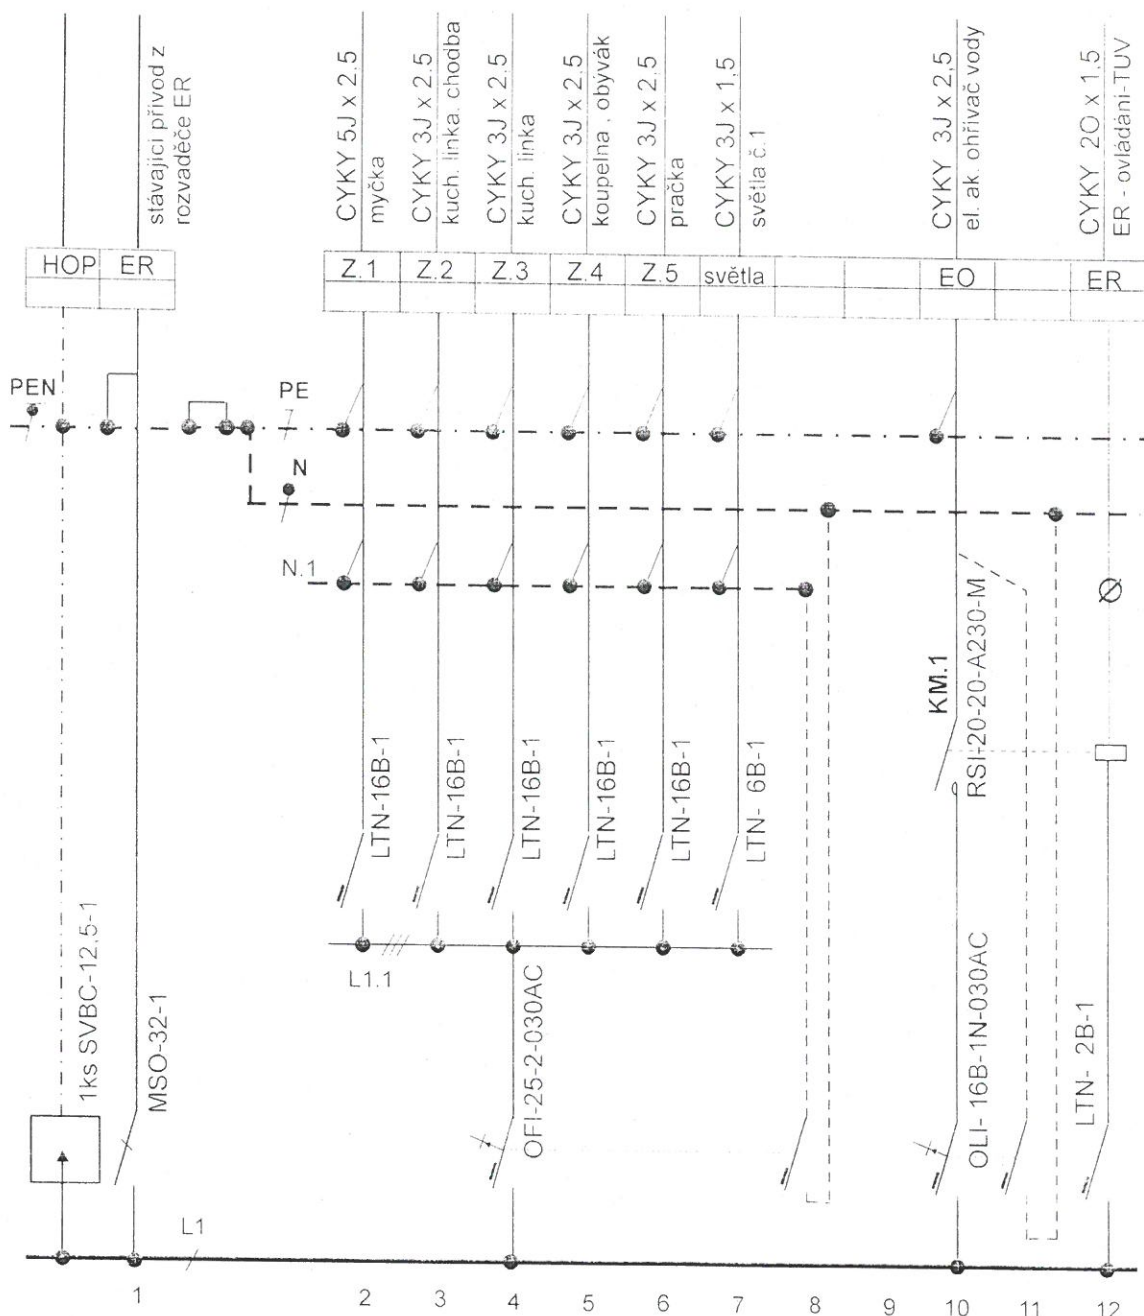 stávající přívod z
rozvaděče ER
CYKY 5J x 2,5
myčka
CYKY 3J x 2,5
kuch. linka, chodba
CYKY 3J x 2,5
kuch. linka
CYKY 3J x 2,5
koupelna , obývák
CYKY 3J x 2,5
pračka
CYKY 3J x 1,5
světla č.1
CYKY 3J x 2,5
el. ak. ohřívač vody
CYKY 2O x 1,5
ER - ovládání-TUV
HOP ER Z.1 Z.2 Z.3 Z.4 Z.5 světla EO ER
PEN
PE
N
N.1
KM.1
RSI-20-20-A230-M
LTN-16B-1
LTN-16B-1
LTN-16B-1
LTN-16B-1
LTN-16B-1
LTN- 6B-1
L1.1
1ks SVBC-12,5-1
MSO-32-1
OFI-25-2-030AC
OLI- 16B-1N-030AC
LTN- 2B-1
L1
1 2 3 4 5 6 7 8 9 10 11 12